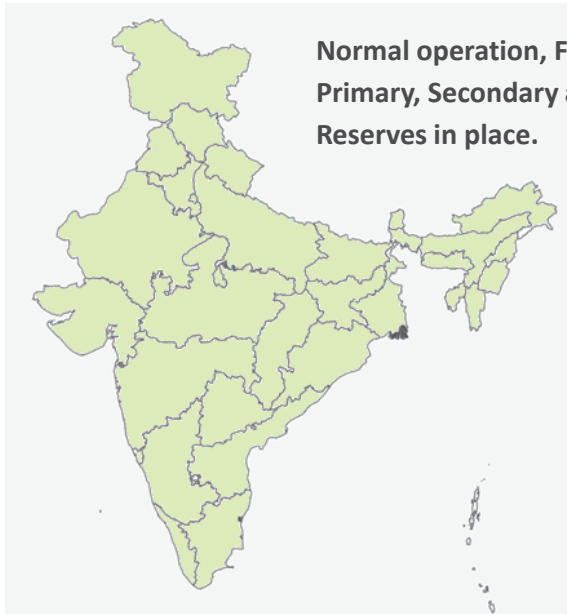 Normal operation, F
Primary, Secondary a
Reserves in place.